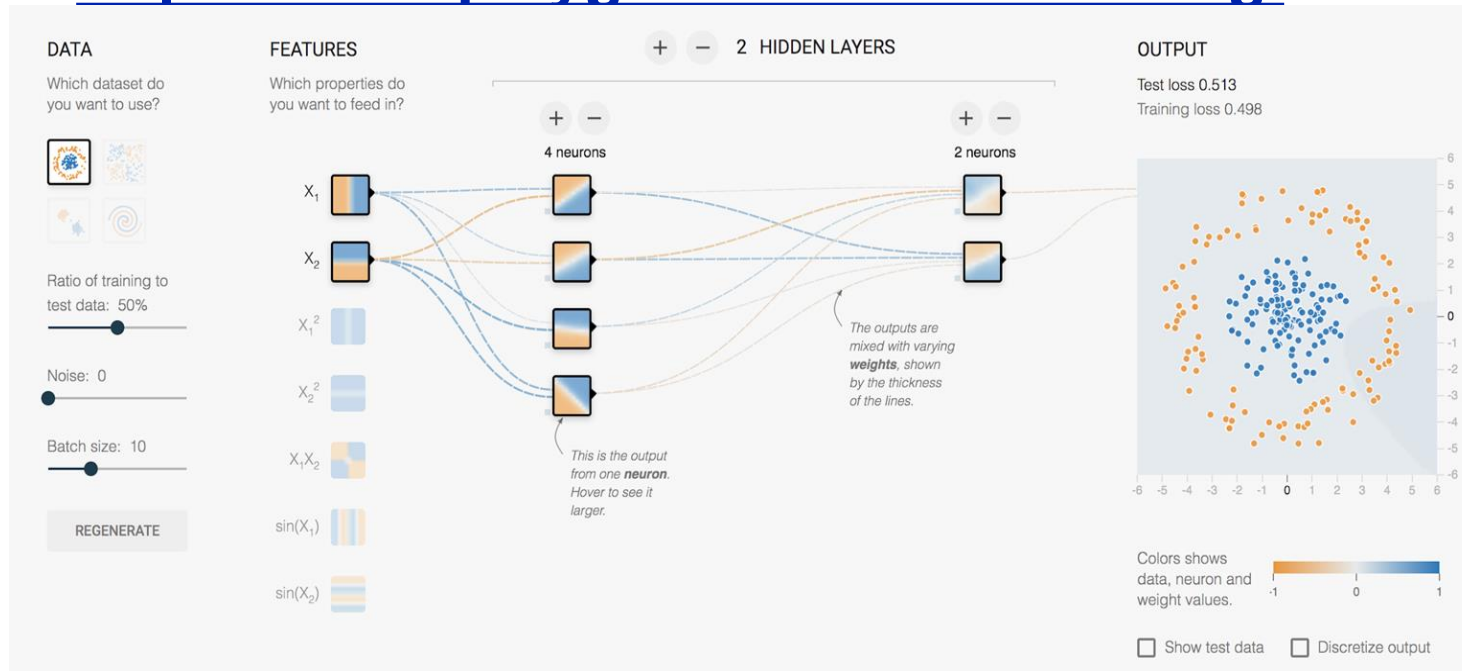 DATA
Which dataset do
you want to use?
Ratio of training to
test data: 50%
Noise: 0
Batch size: 10
REGENERATE
FEATURES
Which properties do
you want to feed in?
X₁
X₂
X₁²
X₂²
X₁X₂
sin(X₁)
sin(X₂)
+ − 2 HIDDEN LAYERS
+ −
4 neurons
+ −
2 neurons
This is the output
from one neuron.
Hover to see it
larger.
The outputs are
mixed with varying
weights, shown
by the thickness
of the lines.
OUTPUT
Test loss 0.513
Training loss 0.498
6
5
4
3
2
1
0
-1
-2
-3
-4
-5
-6
-6 -5 -4 -3 -2 -1 0 1 2 3 4 5 6
Colors shows
data, neuron and
weight values.
-1 0 1
Show test data
Discretize output